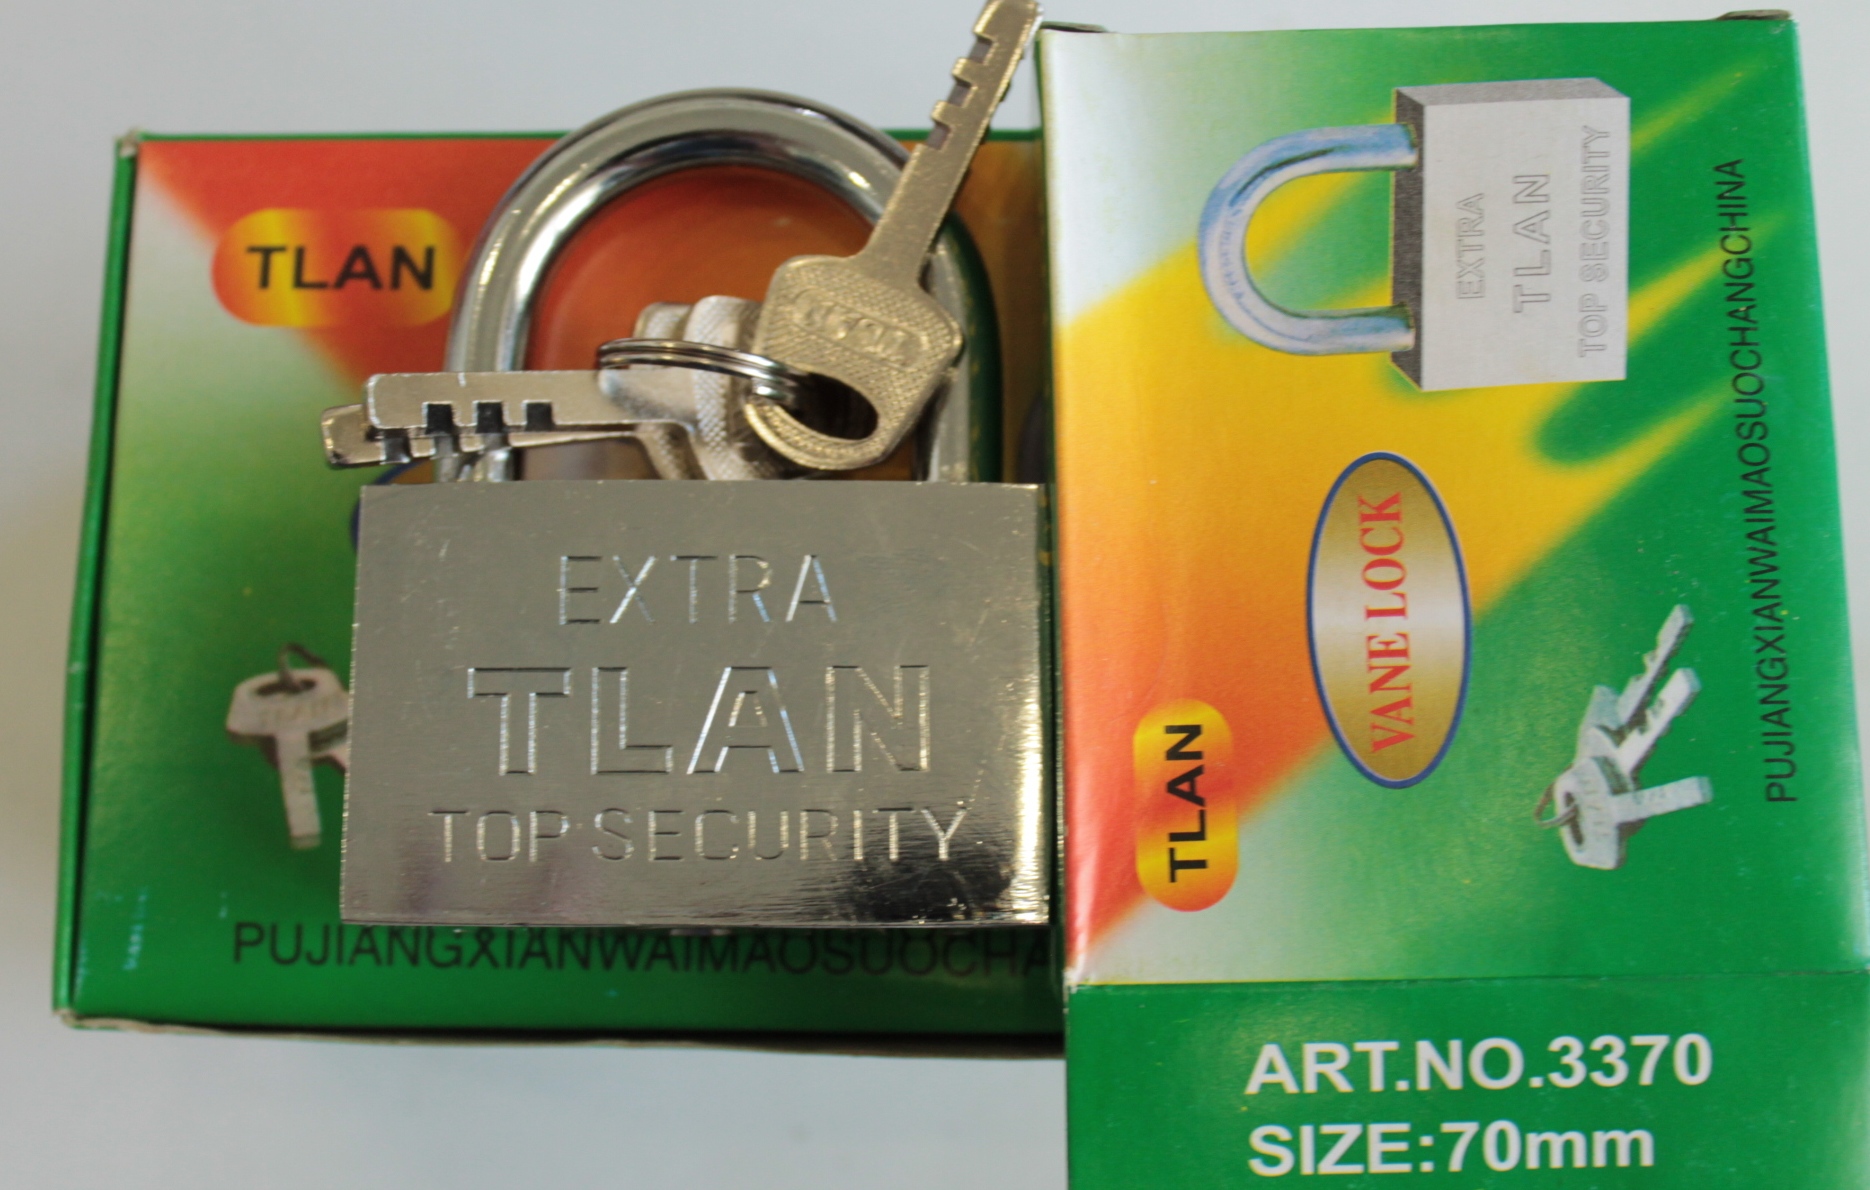 TLAN
EXTRA
TLAN
TOP SECURITY
PUJIANGXIANWAIMAOSUOCHA
EXTRA
TLAN
TOP SECURITY
PUJIANGXIANWAIMAOSUOCHANGCHINA
VANE LOCK
TLAN
ART.NO.3370
SIZE:70mm